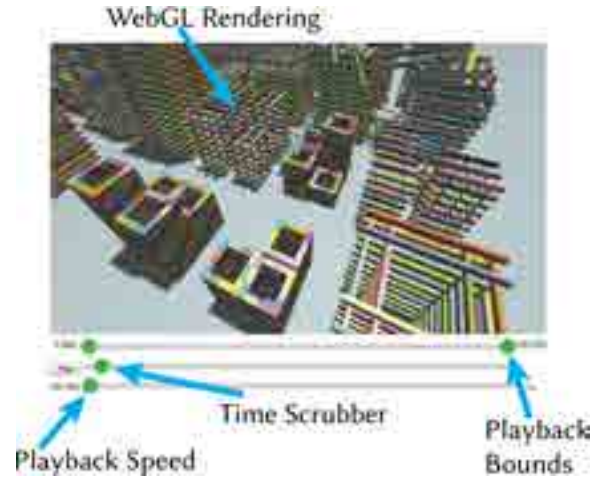 WebGL Rendering
Time Scrubber
Playback Speed
Playback
Bounds